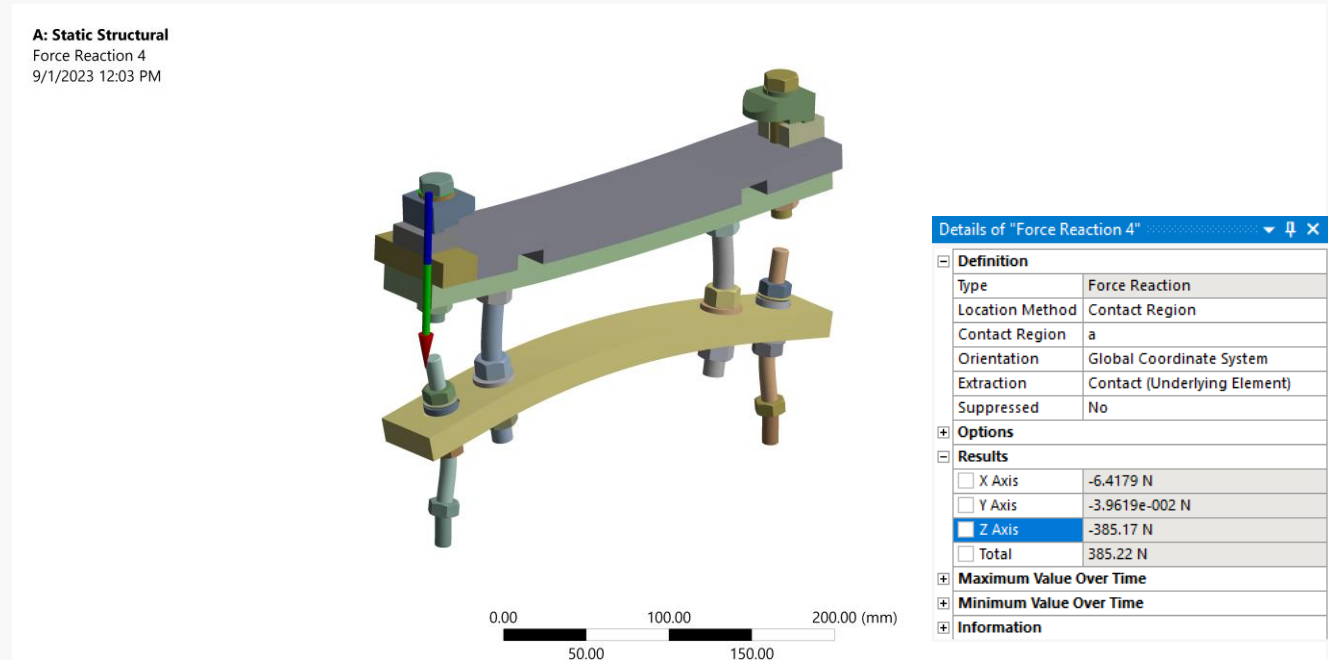 A: Static Structural
Force Reaction 4
9/1/2023 12:03 PM
Details of "Force Reaction 4"
Definition
Type Force Reaction
Location Method Contact Region
Contact Region a
Orientation Global Coordinate System
Extraction Contact (Underlying Element)
Suppressed No
Options
Results
X Axis -6.4179 N
Y Axis -3.9619e-002 N
Z Axis -385.17 N
Total 385.22 N
Maximum Value Over Time
Minimum Value Over Time
Information
0.00 100.00 200.00 (mm)
50.00 150.00